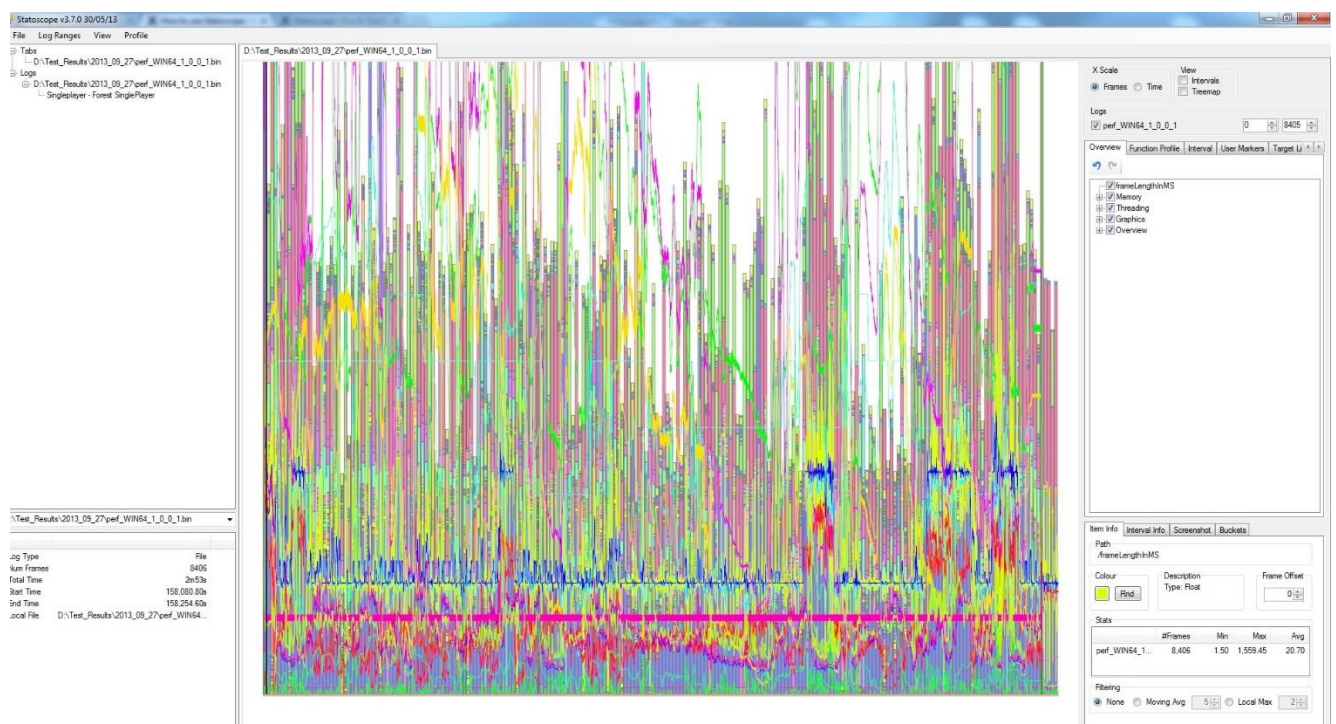 Statoscope v3.7.0 30/05/13
File Log Ranges View Profile
Tabs
D:\Test_Results\2013_09_27\perf_WIN64_1_0_0_1.bin
Logs
D:\Test_Results\2013_09_27\perf_WIN64_1_0_0_1.bin
Singleplayer - Forest SinglePlayer
:\Test_Results\2013_09_27\perf_WIN64_1_0_0_1.bin
Log Type File
Num Frames 8406
Total Time 2m53s
Start Time 158,080.80s
End Time 158,254.60s
Local File D:\Test_Results\2013_09_27\perf_WIN64...
D:\Test_Results\2013_09_27\perf_WIN64_1_0_0_1.bin
X Scale
Frames Time
View
Intervals
Treemap
Logs
perf_WIN64_1_0_0_1 0 8405
Overview Function Profile Interval User Markers Target Li
frameLengthInMS
Memory
Threading
Graphics
Overview
Item Info Interval Info Screenshot Buckets
Path
/frameLengthInMS
Colour
Rnd
Description
Type: Float
Frame Offset
0
Stats
#Frames Min Max Avg
perf_WIN64_1... 8,406 1.50 1,559.45 20.70
Filtering
None Moving Avg 5 Local Max 2